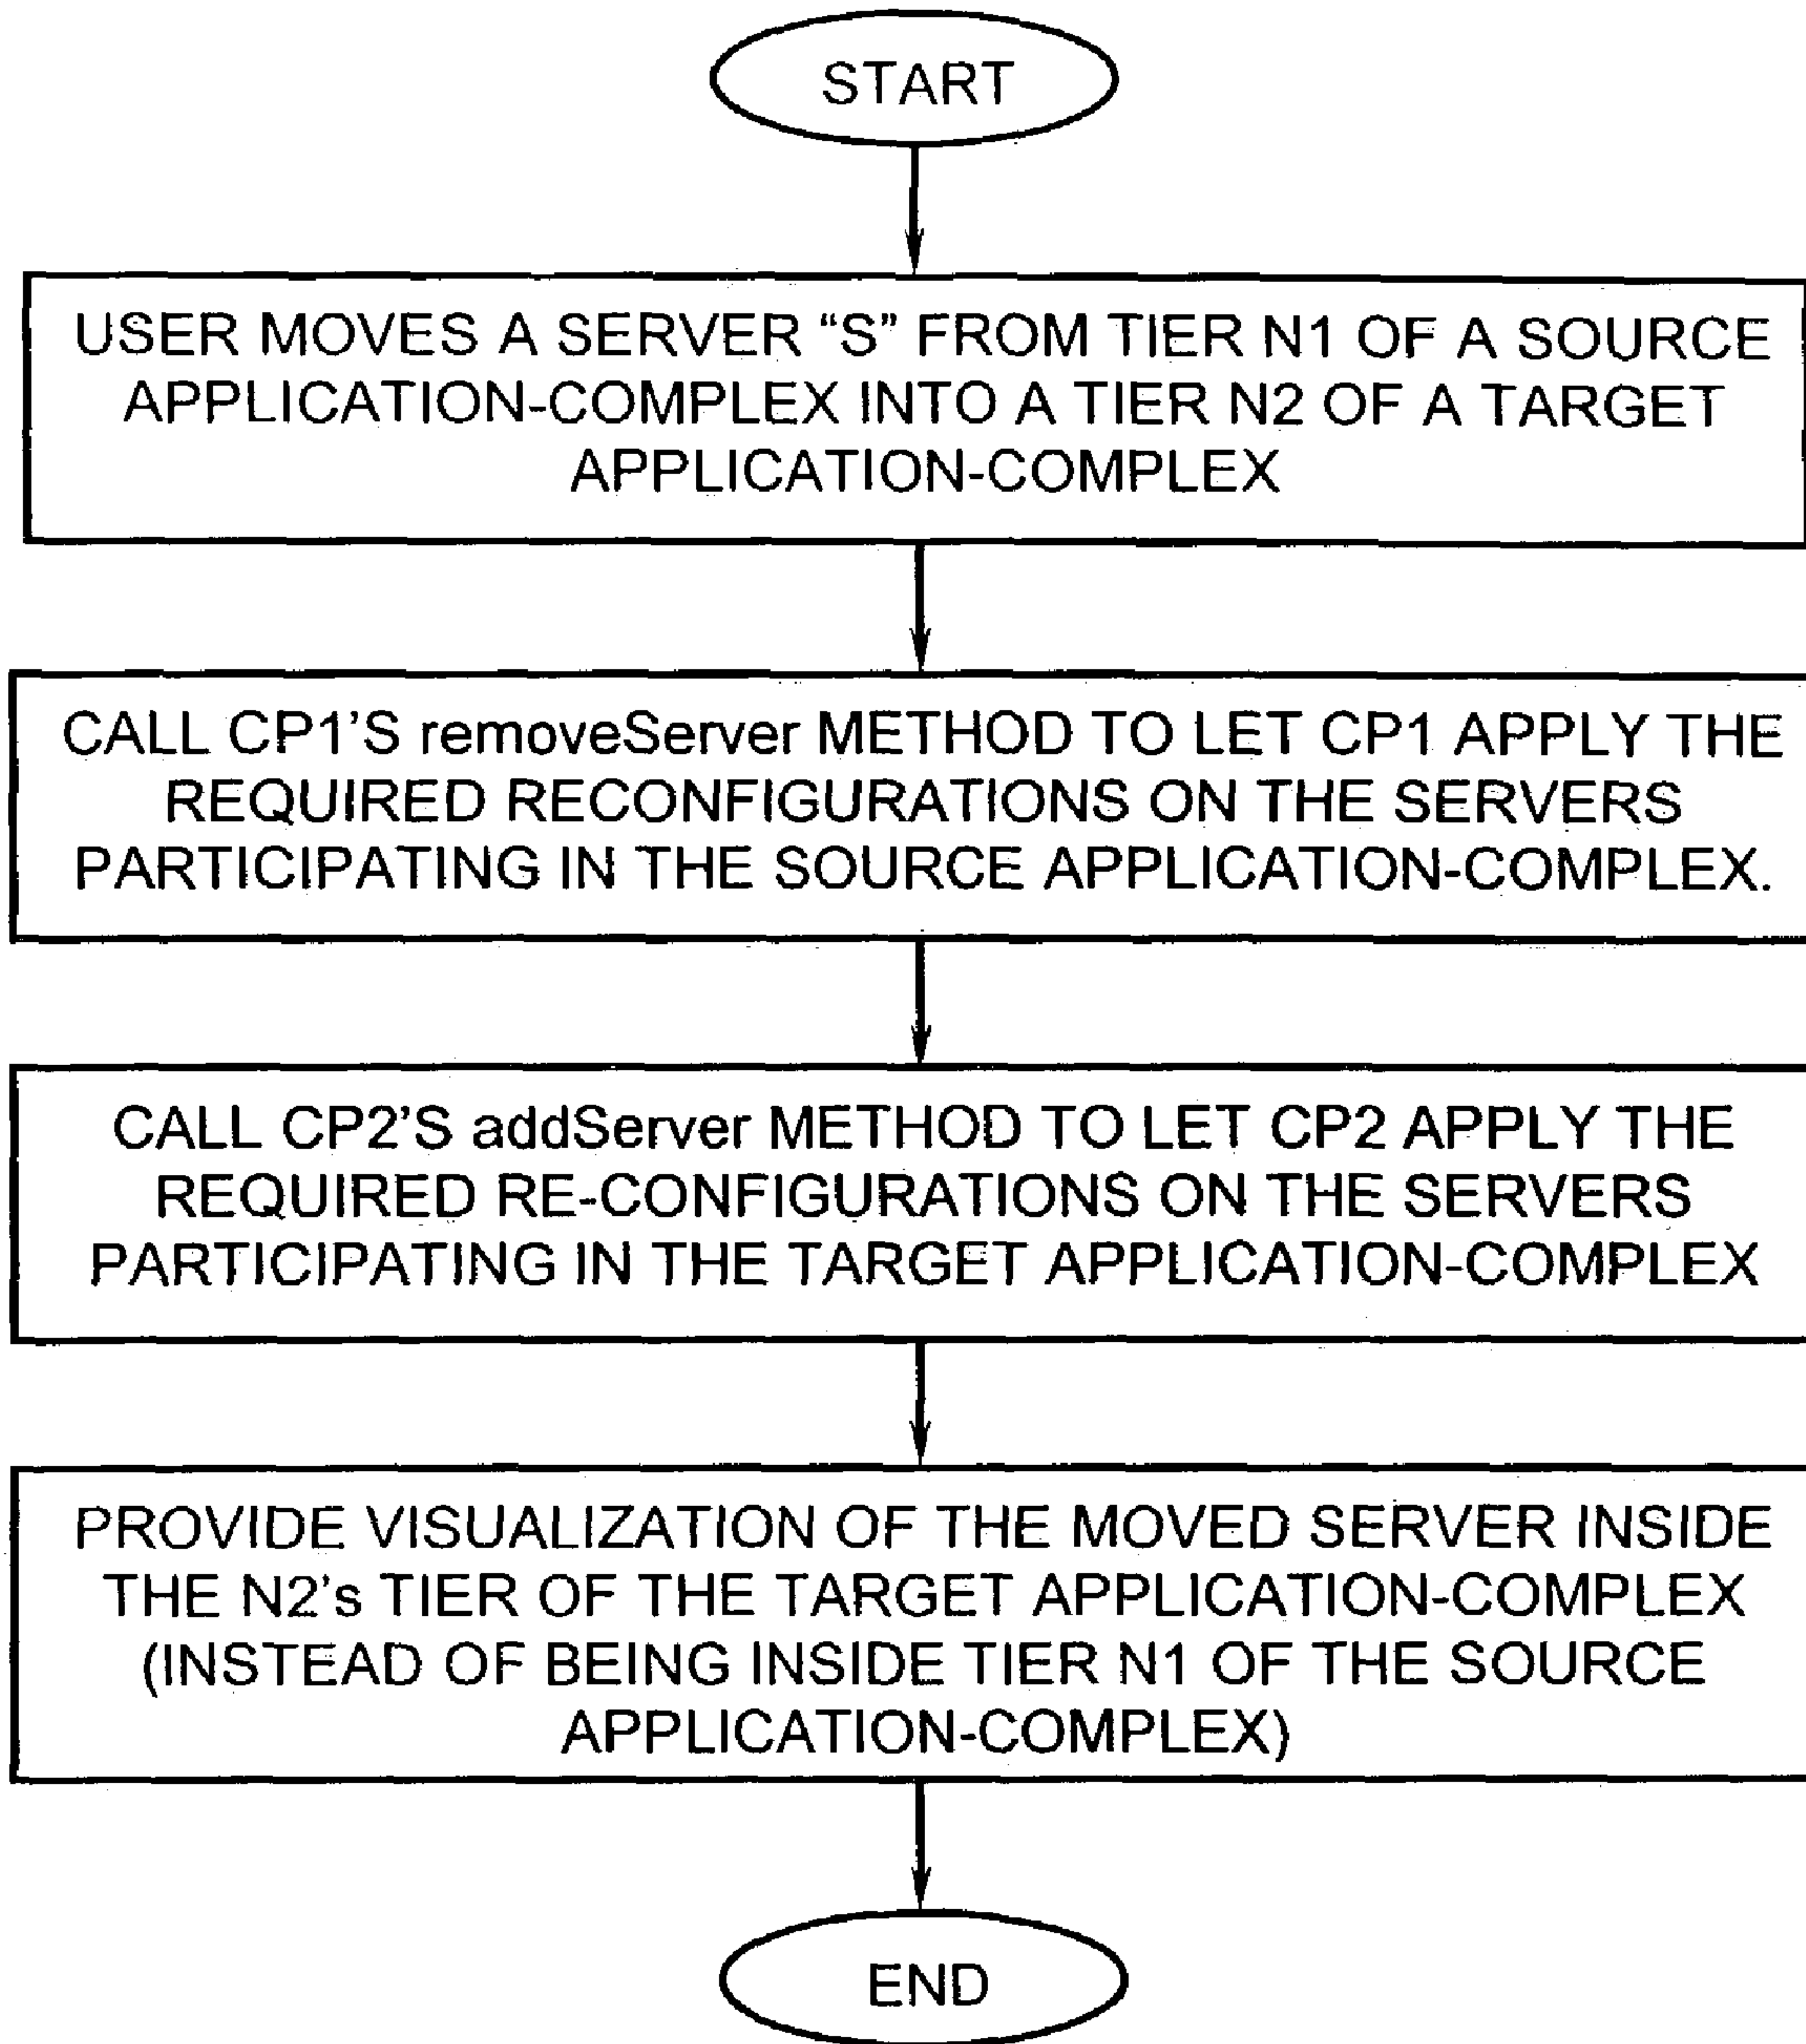 START
USER MOVES A SERVER “S” FROM TIER N1 OF A SOURCE
APPLICATION-COMPLEX INTO A TIER N2 OF A TARGET
APPLICATION-COMPLEX
CALL CP1’S removeServer METHOD TO LET CP1 APPLY THE
REQUIRED RECONFIGURATIONS ON THE SERVERS
PARTICIPATING IN THE SOURCE APPLICATION-COMPLEX.
CALL CP2’S addServer METHOD TO LET CP2 APPLY THE
REQUIRED RE-CONFIGURATIONS ON THE SERVERS
PARTICIPATING IN THE TARGET APPLICATION-COMPLEX
PROVIDE VISUALIZATION OF THE MOVED SERVER INSIDE
THE N2’s TIER OF THE TARGET APPLICATION-COMPLEX
(INSTEAD OF BEING INSIDE TIER N1 OF THE SOURCE
APPLICATION-COMPLEX)
END